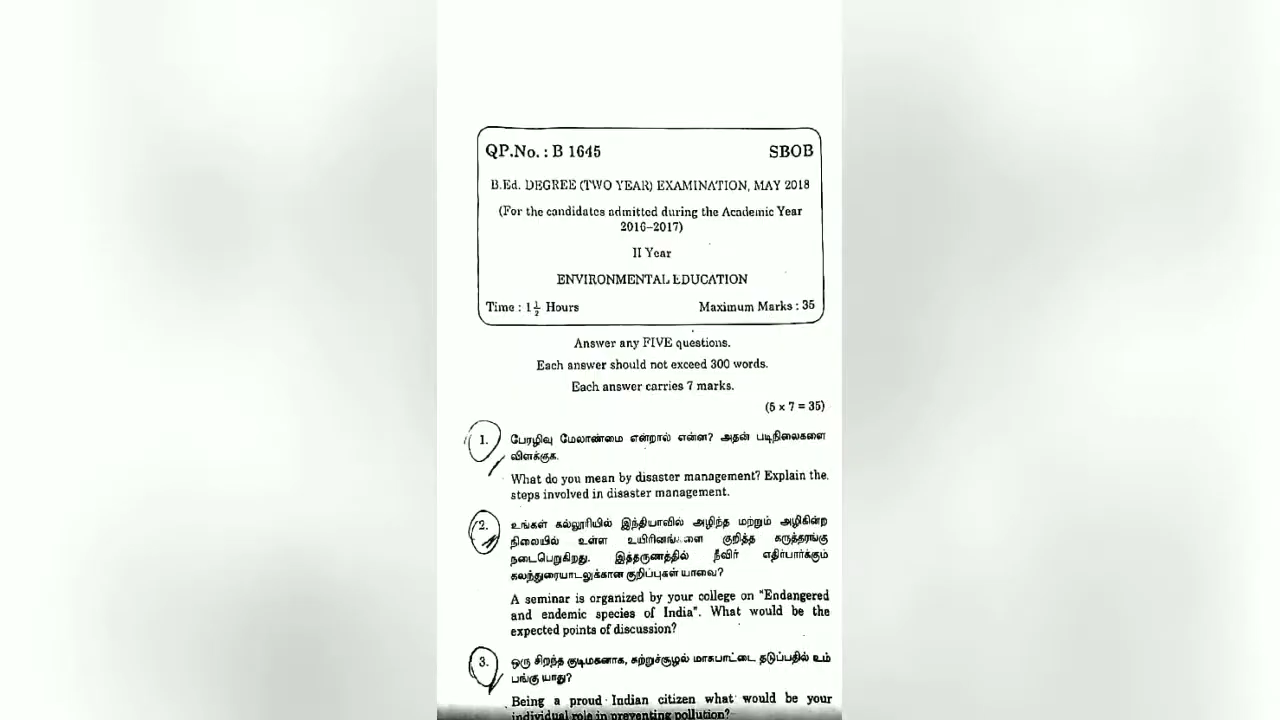 QP.No. : B 1645 SBOB
B.Ed. DEGREE (TWO YEAR) EXAMINATION, MAY 2018
(For the candidates admitted during the Academic Year
2016–2017)
II Year
ENVIRONMENTAL EDUCATION
Time : 1½ Hours Maximum Marks : 35
Answer any FIVE questions.
Each answer should not exceed 300 words.
Each answer carries 7 marks.
(5 × 7 = 35)
1. பேரழிவு மேலாண்மை என்றால் என்ன? அதன் படிநிலைகளை
விளக்குக.
What do you mean by disaster management? Explain the
steps involved in disaster management.
2. உங்கள் கல்லூரியில் இந்தியாவில் அழிந்த மற்றும் அழிகின்ற
நிலையில் உள்ள உயிரினங்களை குறித்த கருத்தரங்கு
நடைபெறுகிறது. இத்தருணத்தில் நீவிர் எதிர்பார்க்கும்
கலந்துரையாடலுக்கான குறிப்புகள் யாவை?
A seminar is organized by your college on "Endangered
and endemic species of India". What would be the
expected points of discussion?
3. ஒரு சிறந்த குடிமகனாக, சுற்றுச்சூழல் மாசுபாட்டை தடுப்பதில் உம்
பங்கு யாது?
Being a proud Indian citizen what would be your
individual role in preventing pollution?